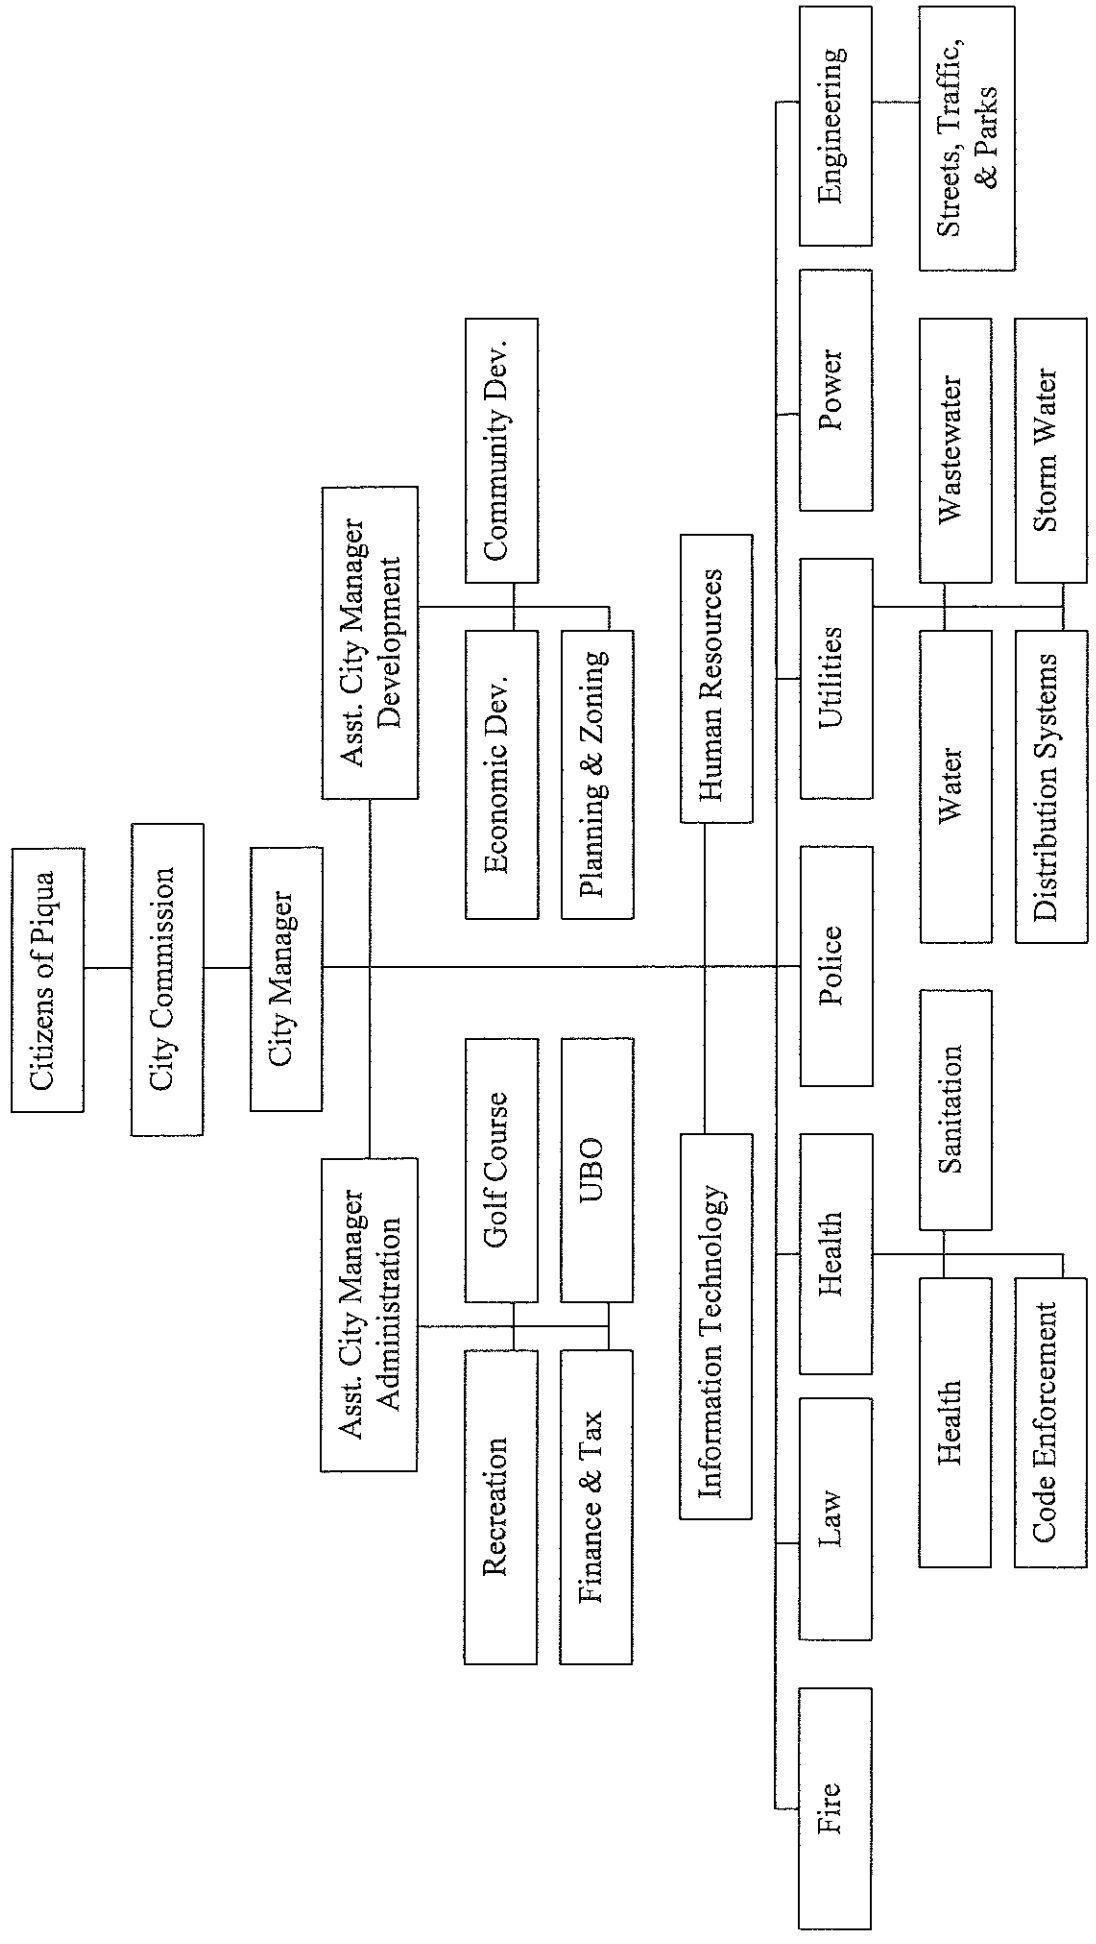 Citizens of Piqua
City Commission
City Manager
Asst. City Manager
Administration
Asst. City Manager
Development
Recreation
Golf Course
Economic Dev.
Community Dev.
Finance & Tax
UBO
Planning & Zoning
Information Technology
Human Resources
Fire
Law
Health
Police
Utilities
Power
Engineering
Health
Sanitation
Water
Wastewater
Streets, Traffic,
& Parks
Code Enforcement
Distribution Systems
Storm Water